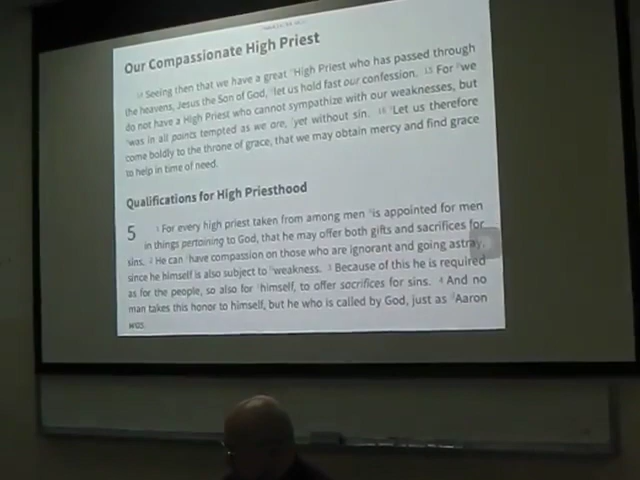 Our Compassionate High Priest
14 Seeing then that we have a great High Priest who has passed through
the heavens, Jesus the Son of God, let us hold fast our confession. 15 For we
do not have a High Priest who cannot sympathize with our weaknesses, but
was in all points tempted as we are, yet without sin. 16 Let us therefore
come boldly to the throne of grace, that we may obtain mercy and find grace
to help in time of need.
Qualifications for High Priesthood
5 1 For every high priest taken from among men is appointed for men
in things pertaining to God, that he may offer both gifts and sacrifices for
sins. 2 He can have compassion on those who are ignorant and going astray,
since he himself is also subject to weakness. 3 Because of this he is required
as for the people, so also for himself, to offer sacrifices for sins. 4 And no
man takes this honor to himself, but he who is called by God, just as Aaron
was.